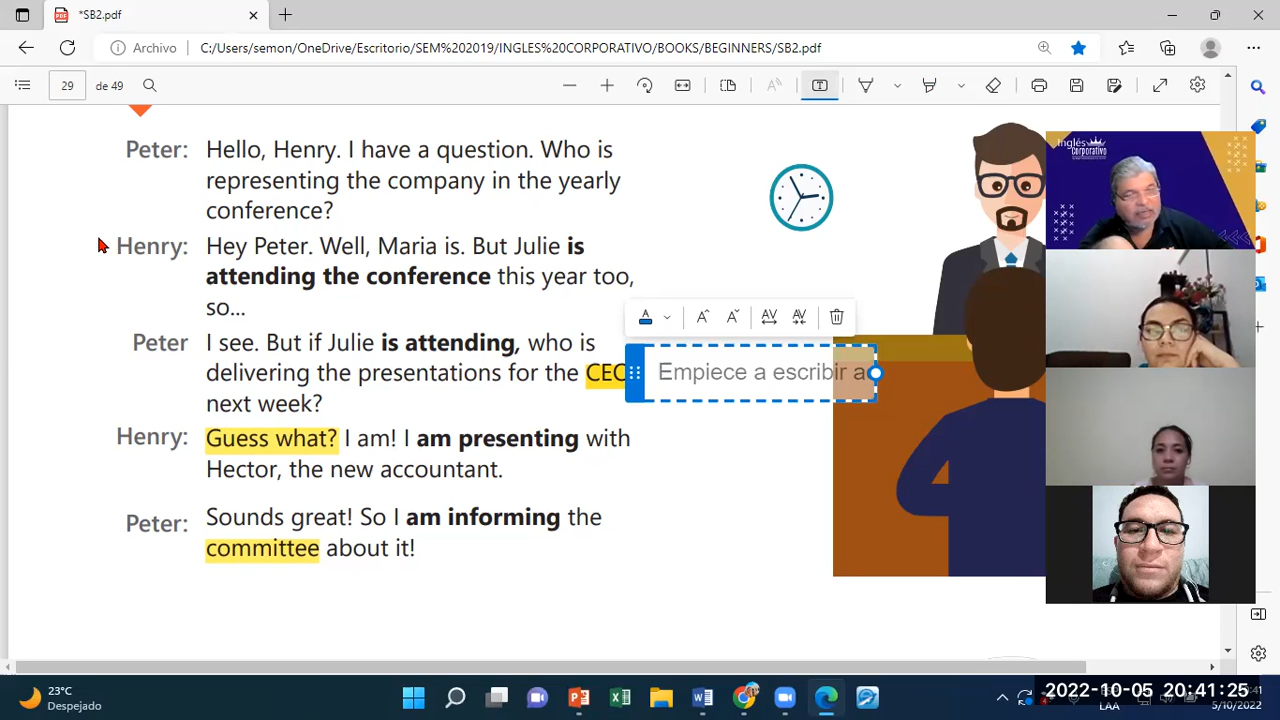 *SB2.pdf
Archivo
C:/Users/semon/OneDrive/Escritorio/SEM%202019/INGLES%20CORPORATIVO/BOOKS/BEGINNERS/SB2.pdf
29 de 49
Peter: Hello, Henry. I have a question. Who is
representing the company in the yearly
conference?
Henry: Hey Peter. Well, Maria is. But Julie is
attending the conference this year too,
so...
Peter I see. But if Julie is attending, who is
delivering the presentations for the CEO
next week?
Empiece a escribir a
Henry: Guess what? I am! I am presenting with
Hector, the new accountant.
Peter: Sounds great! So I am informing the
committee about it!
Inglés
Corporativo
23°C
Despejado
LAA
2022-10-05 20:41:25
5/10/2022